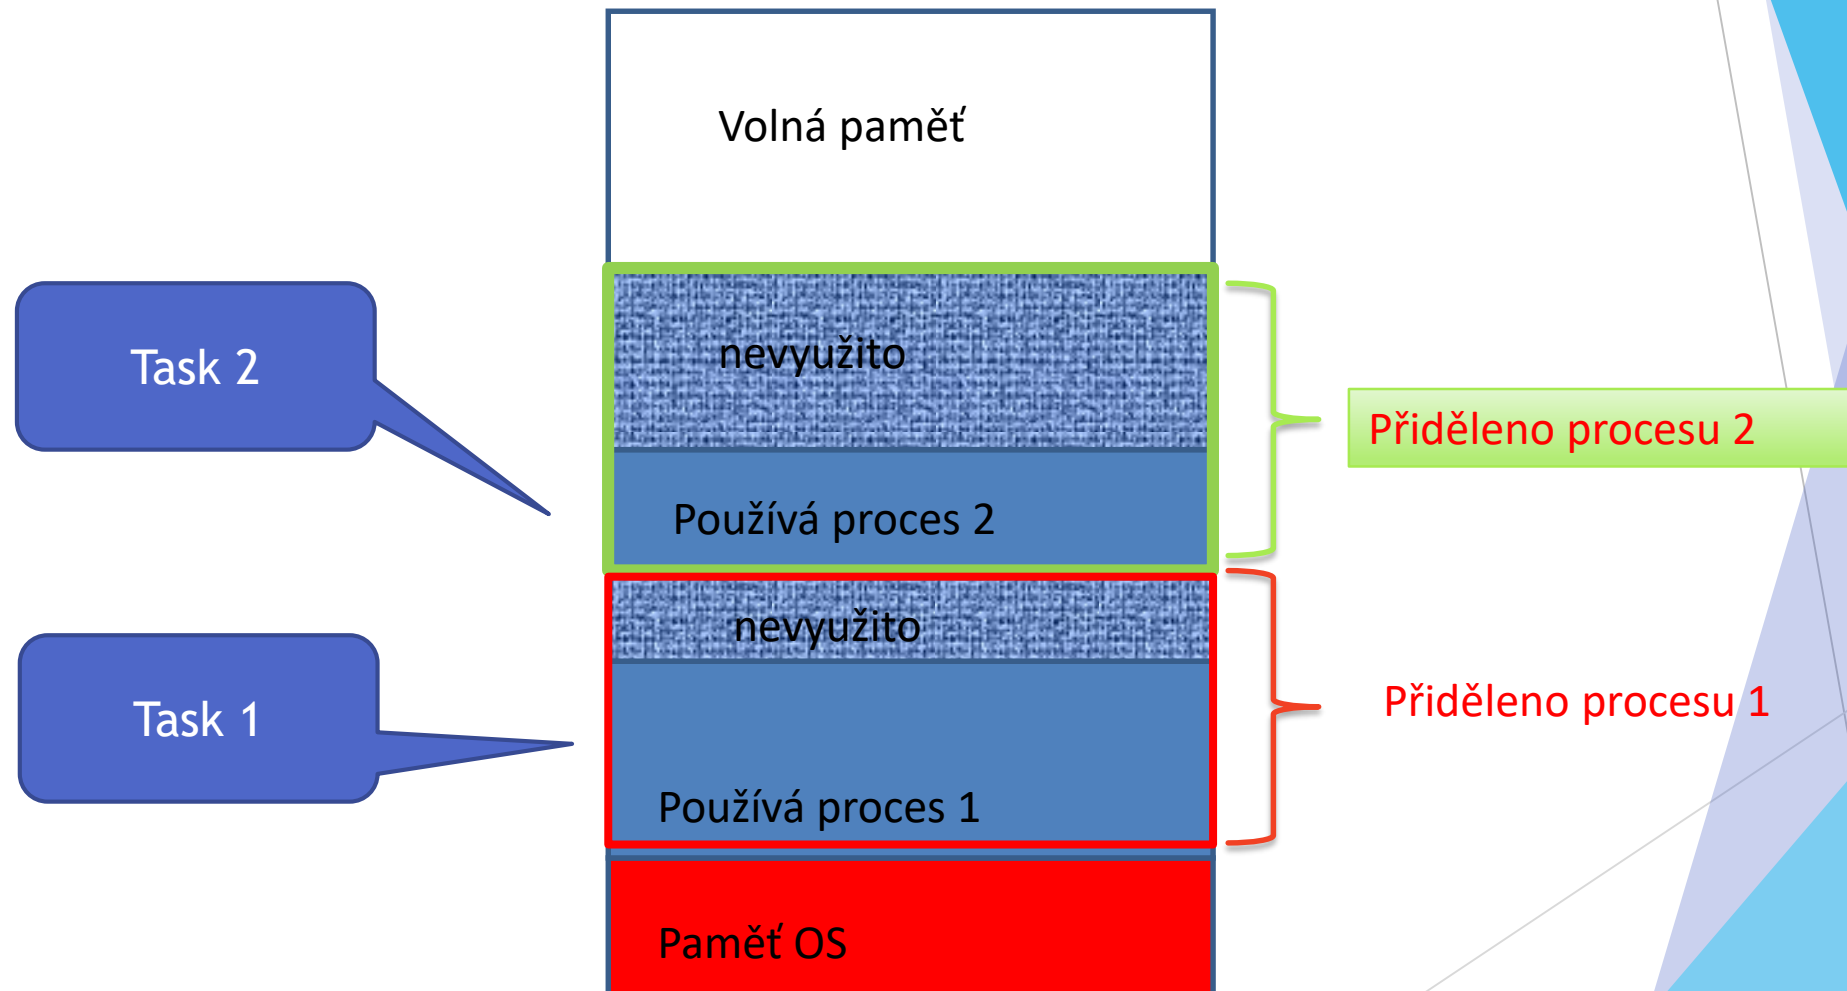 Volná paměť
Task 2
nevyužito
Přiděleno procesu 2
Používá proces 2
nevyužito
Task 1
Přiděleno procesu 1
Používá proces 1
Paměť OS